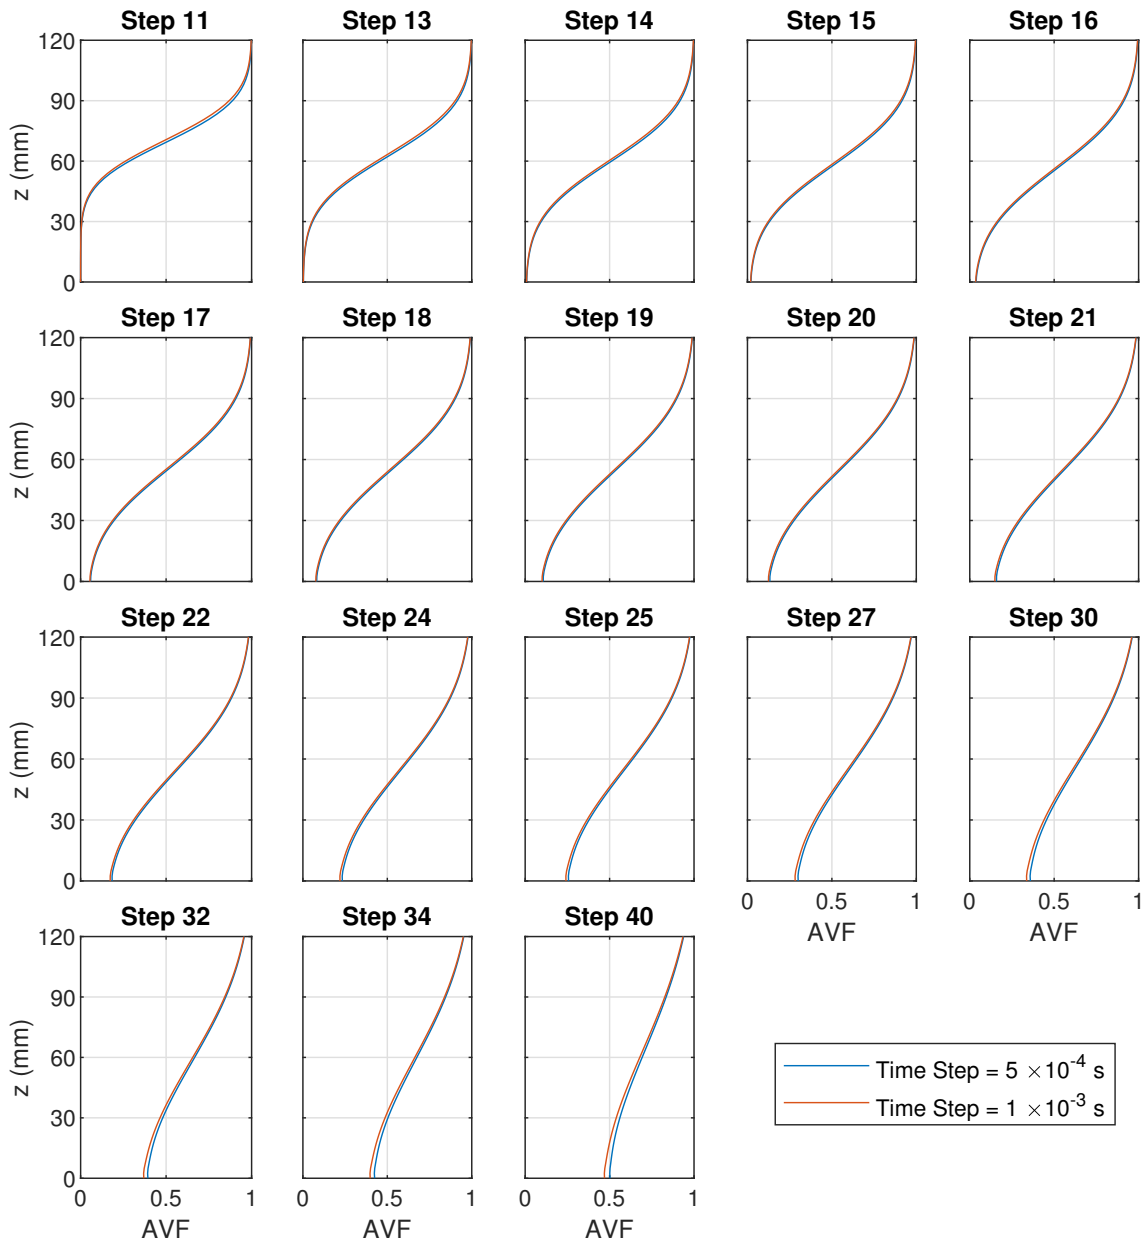 Step 11 Step 13 Step 14 Step 15 Step 16
120
90
60
30
0
z (mm)
Step 17 Step 18 Step 19 Step 20 Step 21
120
90
60
30
0
z (mm)
Step 22 Step 24 Step 25 Step 27 Step 30
120
90
60
30
0
z (mm)
0 0.5 1 0 0.5 1
AVF AVF
Step 32 Step 34 Step 40
120
90
60
30
0
z (mm)
0 0.5 1 0 0.5 1 0 0.5 1
AVF AVF AVF
Time Step = 5 ×10⁻⁴ s
Time Step = 1 ×10⁻³ s